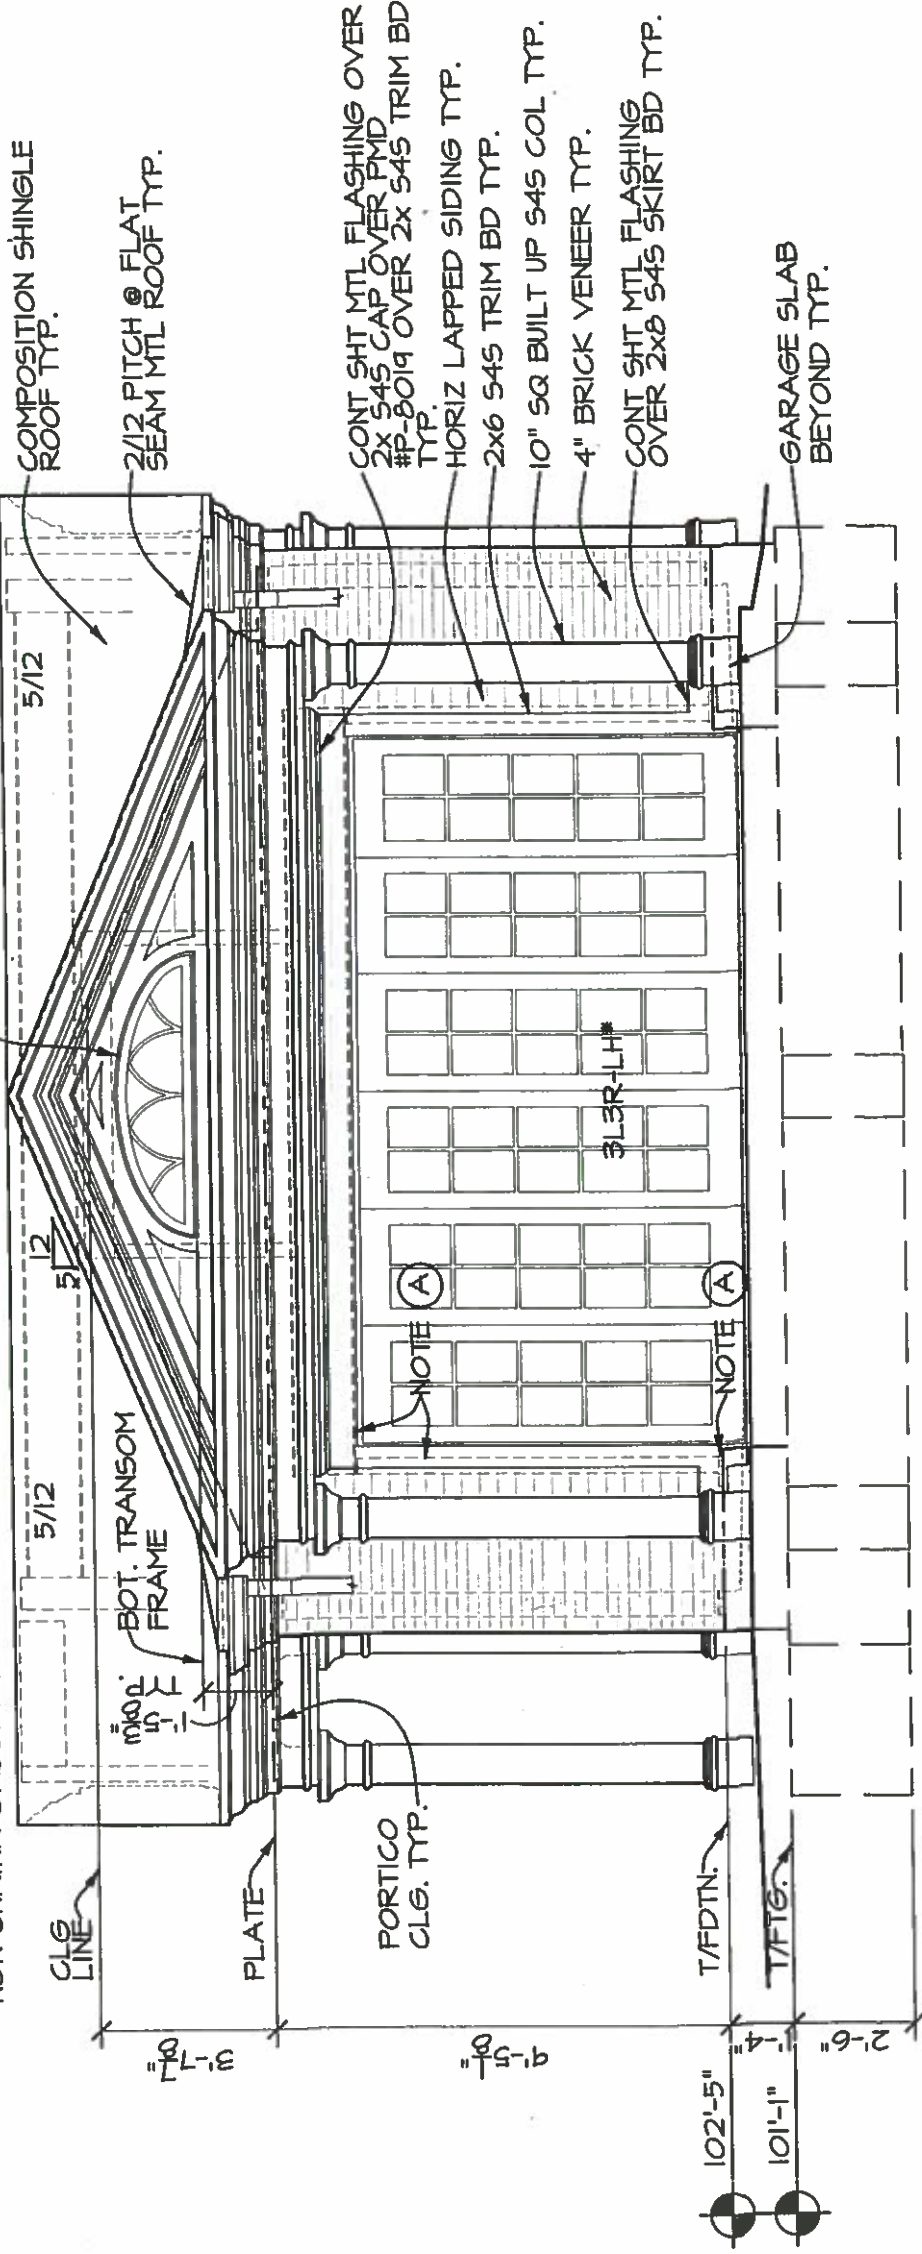 COMPOSITION SHINGLE
ROOF TYP.
2/12 PITCH @ FLAT
SEAM MTL ROOF TYP.
CONT SHT MTL FLASHING OVER
2x S4S CAP OVER PMD
#P-8019 OVER 2x S4S TRIM BD
TYP.
HORIZ LAPPED SIDING TYP.
2x6 S4S TRIM BD TYP.
10" SQ BUILT UP S4S COL TYP.
4" BRICK VENEER TYP.
CONT SHT MTL FLASHING
OVER 2x8 S4S SKIRT BD TYP.
GARAGE SLAB
BEYOND TYP.
5/12
5/12
12
5
BOT. TRANSOM
FRAME
CLG
LINE
PLATE
PORTICO
CLG. TYP.
T/FDTN.
T/FTG.
NOTE A
NOTE A
3L3R-LH*
3'-7 7/8"
9'-5 1/8"
1'-4"
2'-6"
102'-5"
101'-1"